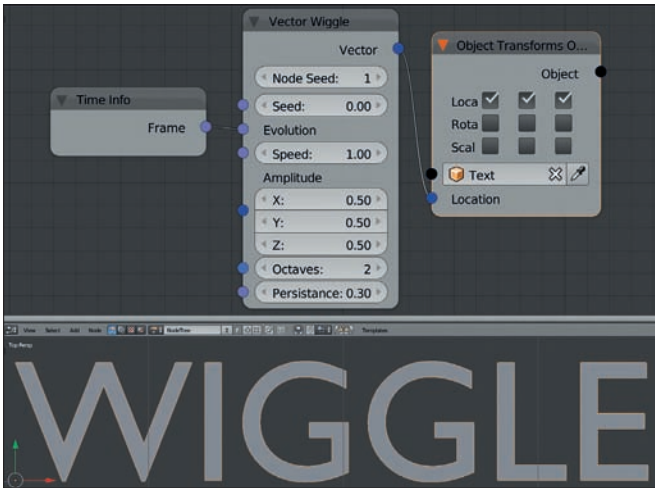 Time Info
Frame
Vector Wiggle
Vector
Node Seed: 1
Seed: 0.00
Evolution
Speed: 1.00
Amplitude
X: 0.50
Y: 0.50
Z: 0.50
Octaves: 2
Persistance: 0.30
Object Transforms O...
Object
Loca
Rota
Scal
Text
Location
View Select Add Node NodeTree Templates
Top Persp
WIGGLE